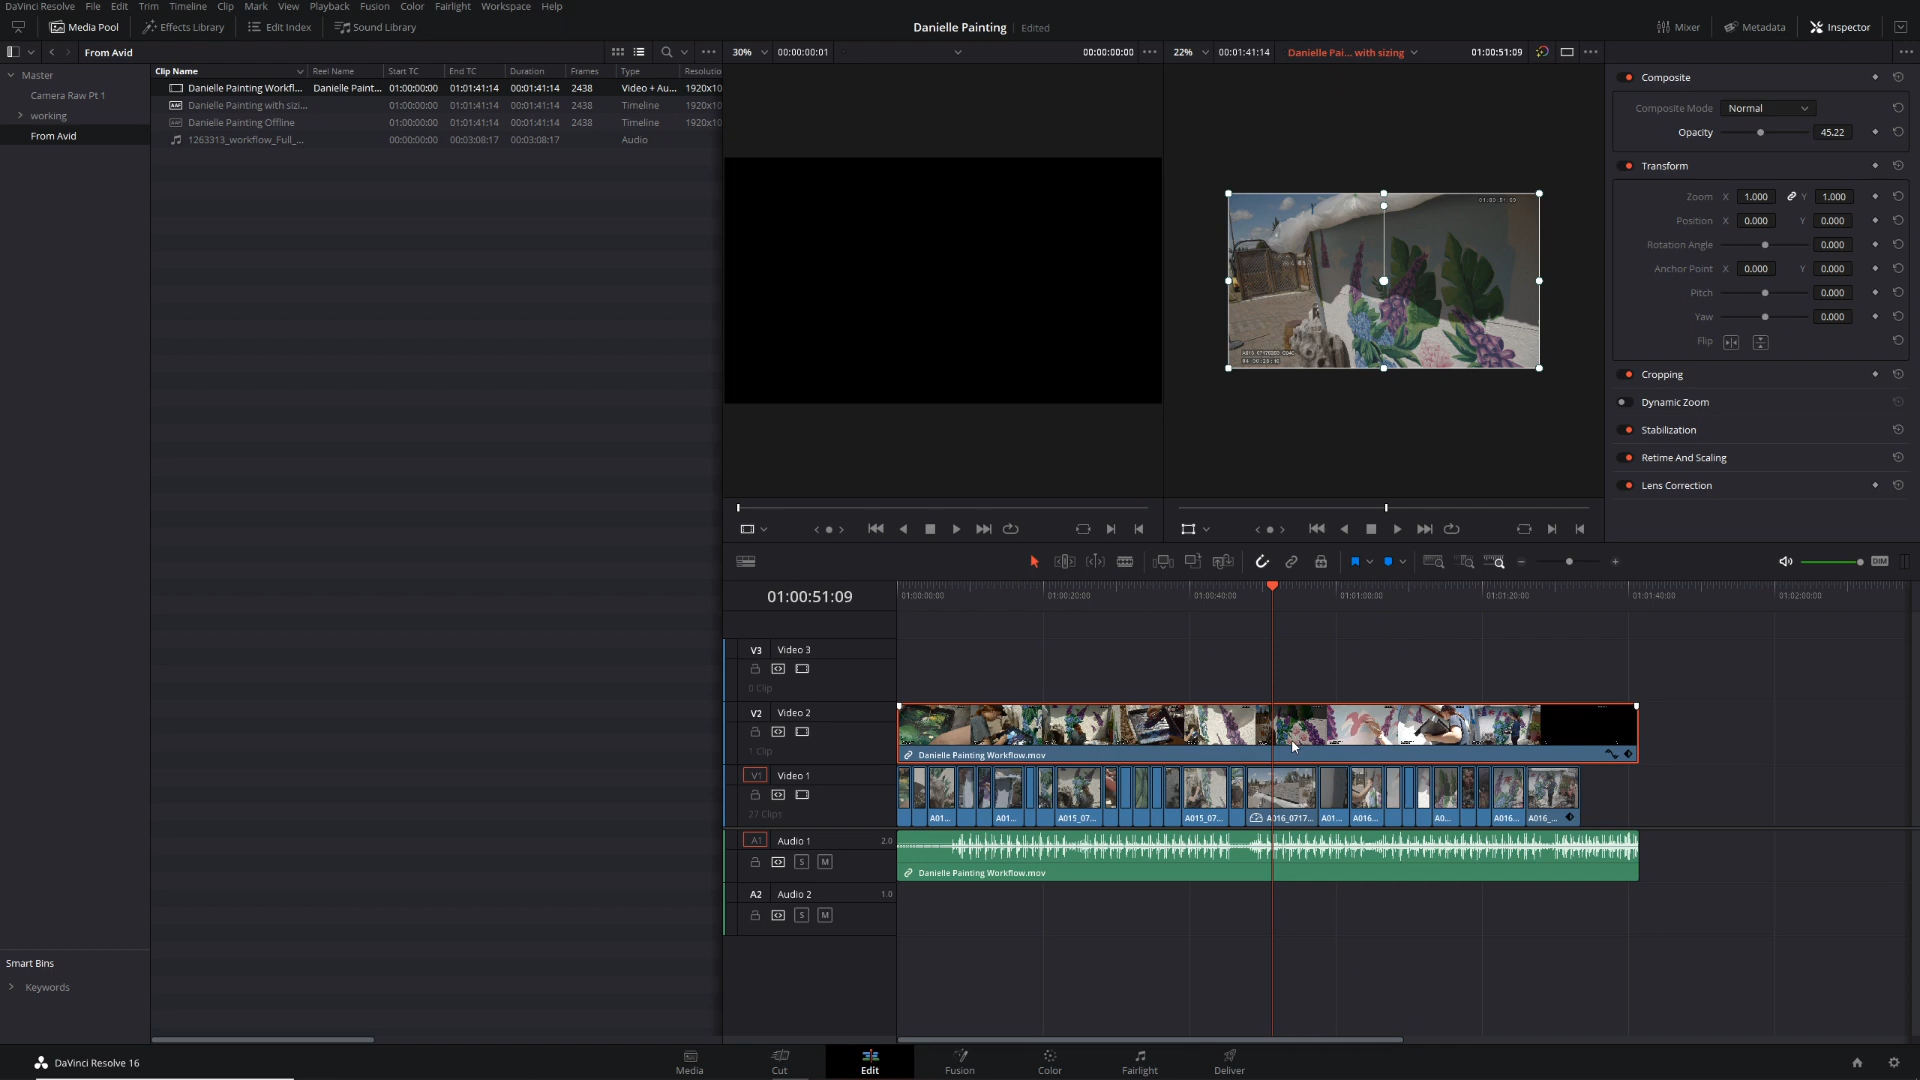 DaVinci Resolve File Edit Trim Timeline Clip Mark View Playback Fusion Color Fairlight Workspace Help
Media Pool Effects Library Edit Index Sound Library Danielle Painting Edited Mixer Metadata Inspector
From Avid 30% 00:00:00:01 00:00:00:00 22% 00:01:41:14 Danielle Pai... with sizing 01:00:51:09
Clip Name Reel Name Start TC End TC Duration Frames Type Resolutio
Master
Camera Raw Pt 1
working
From Avid
Danielle Painting Workfl... Danielle Paint... 01:00:00:00 01:01:41:14 00:01:41:14 2438 Video + Au... 1920x10
Danielle Painting with sizi... 01:00:00:00 01:01:41:14 00:01:41:14 2438 Timeline 1920x10
Danielle Painting Offline 01:00:00:00 01:01:41:14 00:01:41:14 2438 Timeline 1920x10
1263313_workflow_Full_... 00:00:00:00 00:03:08:17 00:03:08:17 Audio
01:00:51:09
Composite
Composite Mode Normal
Opacity 45.22
Transform
Zoom X 1.000 Y 1.000
Position X 0.000 Y 0.000
Rotation Angle 0.000
Anchor Point X 0.000 Y 0.000
Pitch 0.000
Yaw 0.000
Flip
Cropping
Dynamic Zoom
Stabilization
Retime And Scaling
Lens Correction
DIM
01:00:51:09 01:00:00:00 01:00:20:00 01:00:40:00 01:01:00:00 01:01:20:00 01:01:40:00 01:02:00:00
V3 Video 3
0 Clip
V2 Video 2
1 Clip
Danielle Painting Workflow.mov
V1 Video 1
27 Clips
A01... A01... A015_07... A015_07... A016_0717... A01... A016... A0... A016... A016_...
A1 Audio 1 2.0
S M
Danielle Painting Workflow.mov
A2 Audio 2 1.0
S M
Smart Bins
Keywords
DaVinci Resolve 16 Media Cut Edit Fusion Color Fairlight Deliver